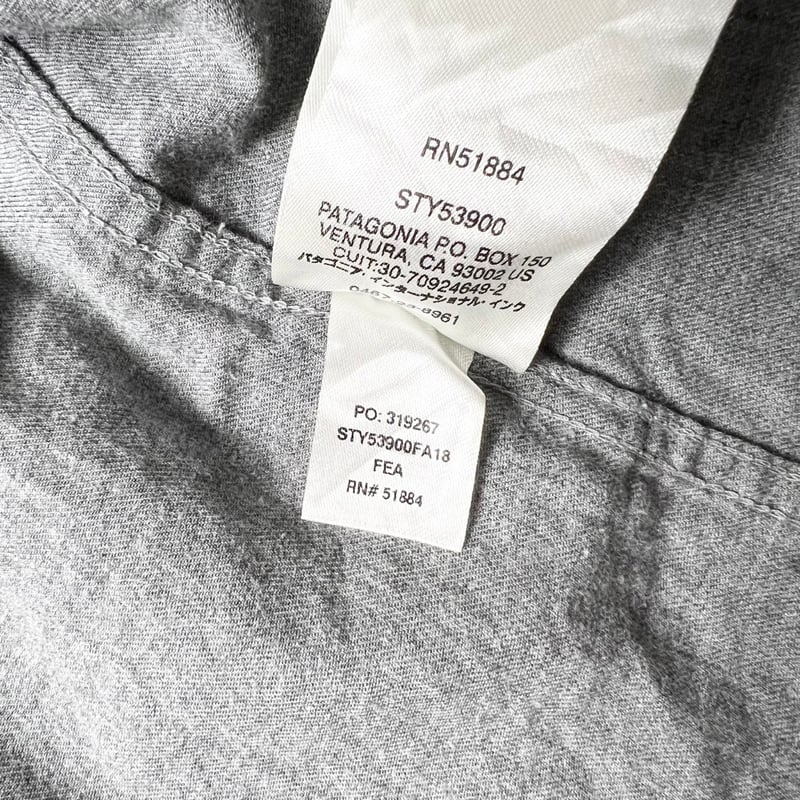 RN51884
STY53900
PATAGONIA P.O. BOX 150
VENTURA, CA 93002 US
CUIT:30-70924649-2
パタゴニア・インターナショナル・インク
PO: 319267
STY53900FA18
FEA
RN# 51884